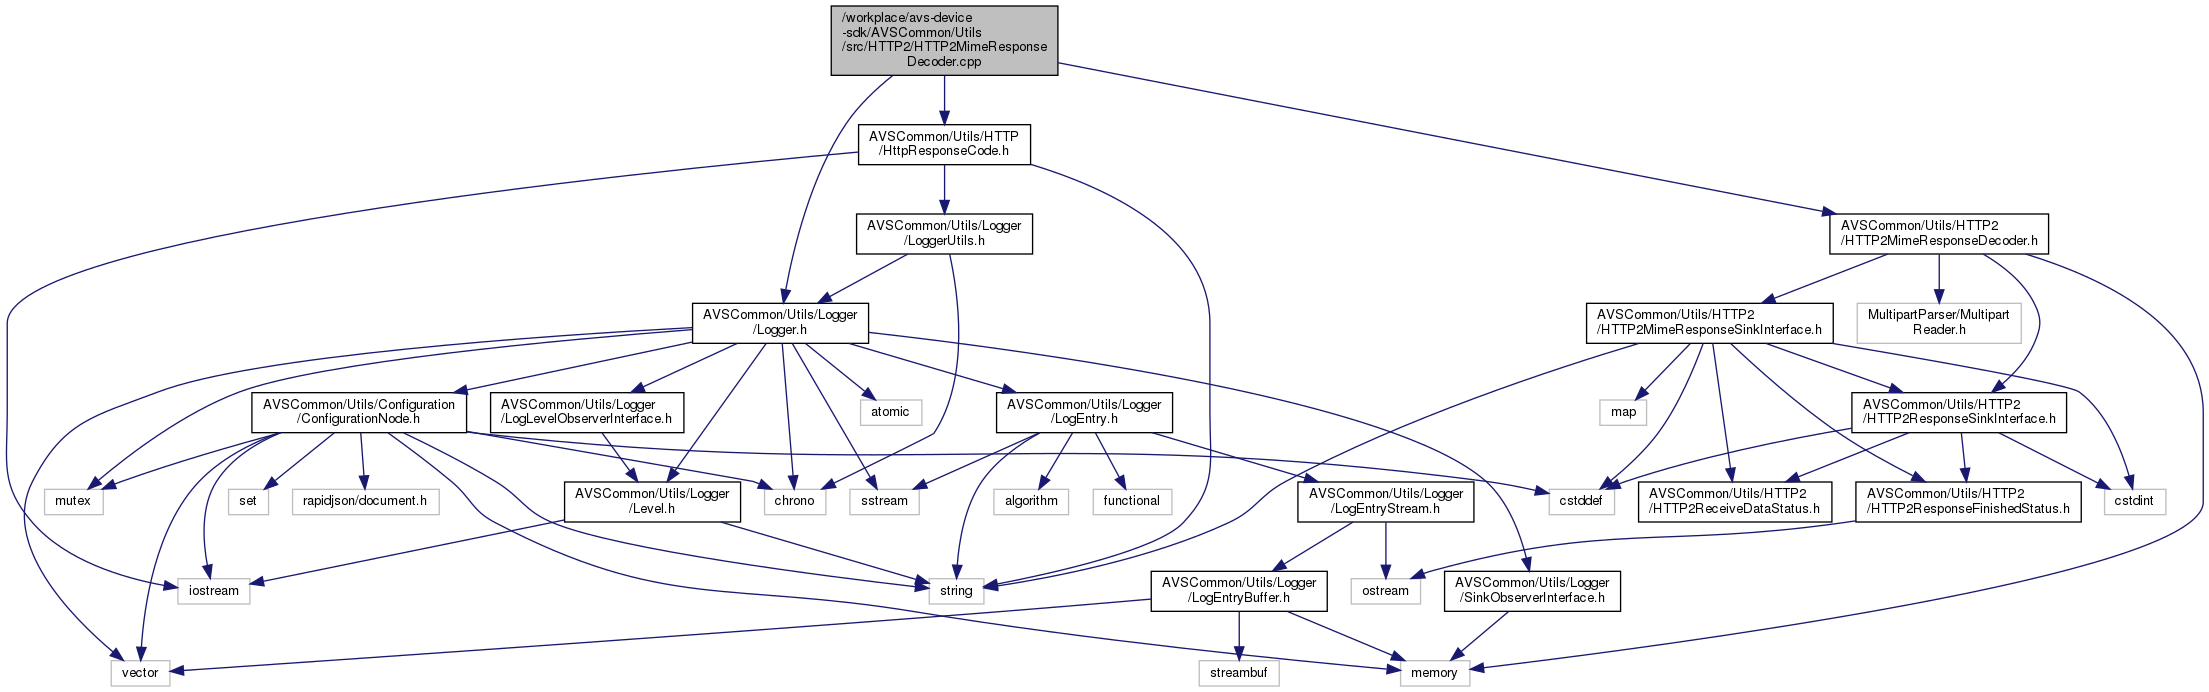 /workplace/avs-device
-sdk/AVSCommon/Utils
/src/HTTP2/HTTP2MimeResponse
Decoder.cpp
AVSCommon/Utils/HTTP
/HttpResponseCode.h
AVSCommon/Utils/Logger
/LoggerUtils.h
AVSCommon/Utils/HTTP2
/HTTP2MimeResponseDecoder.h
AVSCommon/Utils/Logger
/Logger.h
AVSCommon/Utils/HTTP2
/HTTP2MimeResponseSinkInterface.h
MultipartParser/Multipart
Reader.h
AVSCommon/Utils/Configuration
/ConfigurationNode.h
AVSCommon/Utils/Logger
/LogLevelObserverInterface.h
atomic
AVSCommon/Utils/Logger
/LogEntry.h
map
AVSCommon/Utils/HTTP2
/HTTP2ResponseSinkInterface.h
mutex
set
rapidjson/document.h
AVSCommon/Utils/Logger
/Level.h
chrono
sstream
algorithm
functional
AVSCommon/Utils/Logger
/LogEntryStream.h
cstddef
AVSCommon/Utils/HTTP2
/HTTP2ReceiveDataStatus.h
AVSCommon/Utils/HTTP2
/HTTP2ResponseFinishedStatus.h
cstdint
iostream
string
AVSCommon/Utils/Logger
/LogEntryBuffer.h
ostream
AVSCommon/Utils/Logger
/SinkObserverInterface.h
vector
streambuf
memory